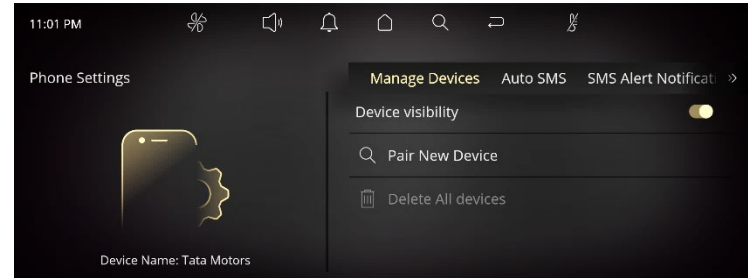 11:01 PM
Phone Settings
Manage Devices Auto SMS SMS Alert Notificati
Device visibility
Pair New Device
Delete All devices
Device Name: Tata Motors